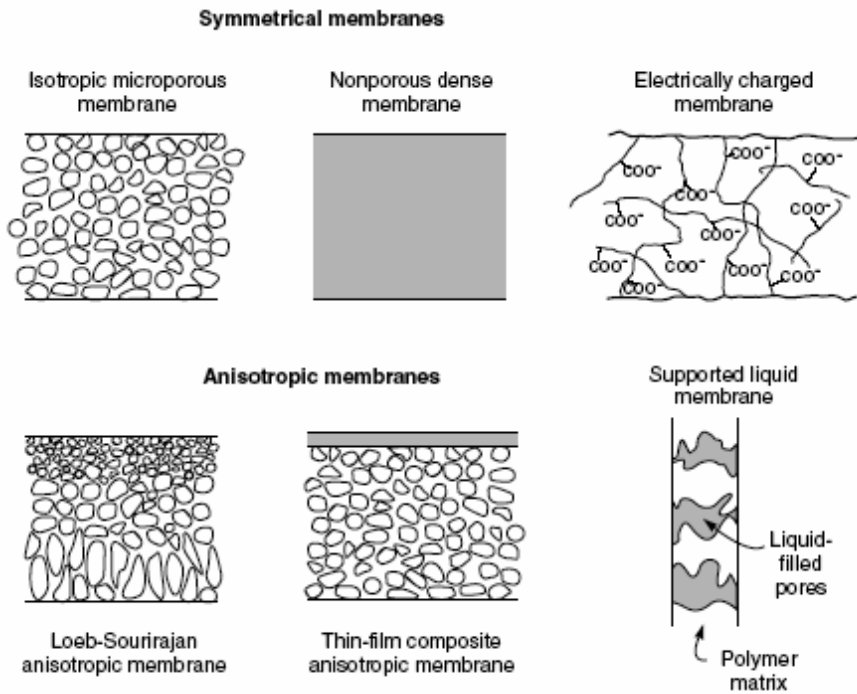 Symmetrical membranes
Isotropic microporous
membrane
Nonporous dense
membrane
Electrically charged
membrane
COO⁻
COO⁻
COO⁻
COO⁻
COO⁻
COO⁻
COO⁻
COO⁻
COO⁻
COO⁻
COO⁻
COO⁻
Anisotropic membranes
Supported liquid
membrane
Liquid-
filled
pores
Loeb-Sourirajan
anisotropic membrane
Thin-film composite
anisotropic membrane
Polymer
matrix